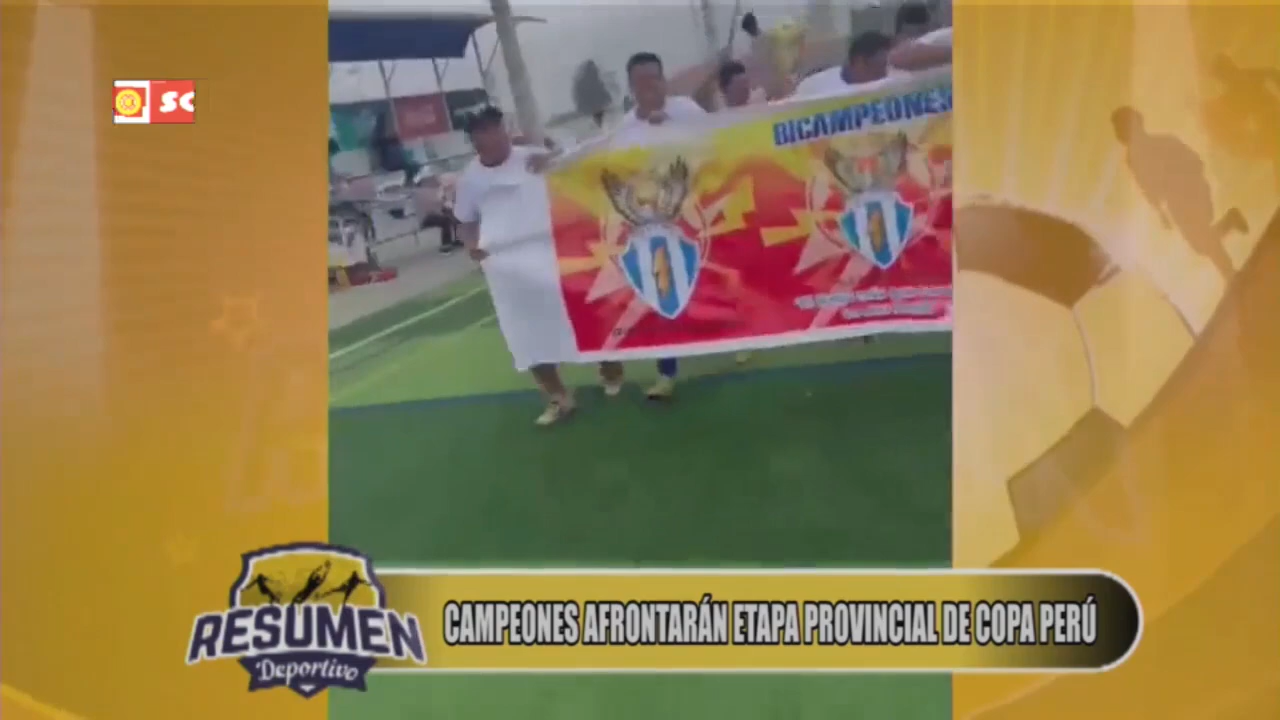 SC
BICAMPEONES
RESUMEN
Deportivo
CAMPEONES AFRONTARÁN ETAPA PROVINCIAL DE COPA PERÚ